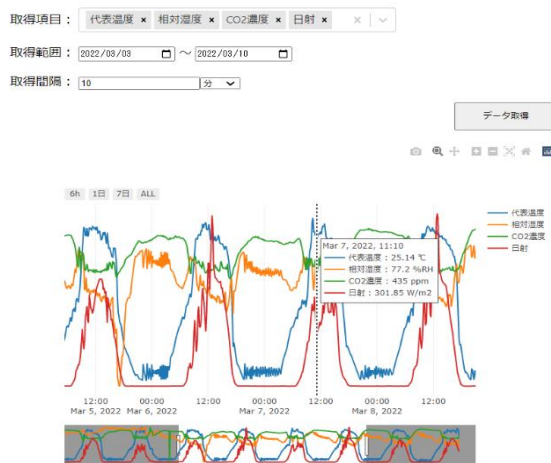 取得項目： 代表温度 × 相対湿度 × CO2濃度 × 日射 × ×
取得範囲： 2022/03/03 ～ 2022/03/10
取得間隔： 10 分
データ取得
6h 1日 7日 ALL
代表温度
相対湿度
CO2濃度
日射
Mar 7, 2022, 11:10
代表温度：25.14 ℃
相対湿度：77.2 %RH
CO2濃度：435 ppm
日射：301.85 W/m2
12:00 00:00 12:00 00:00 12:00 00:00 12:00
Mar 5, 2022 Mar 6, 2022 Mar 7, 2022 Mar 8, 2022